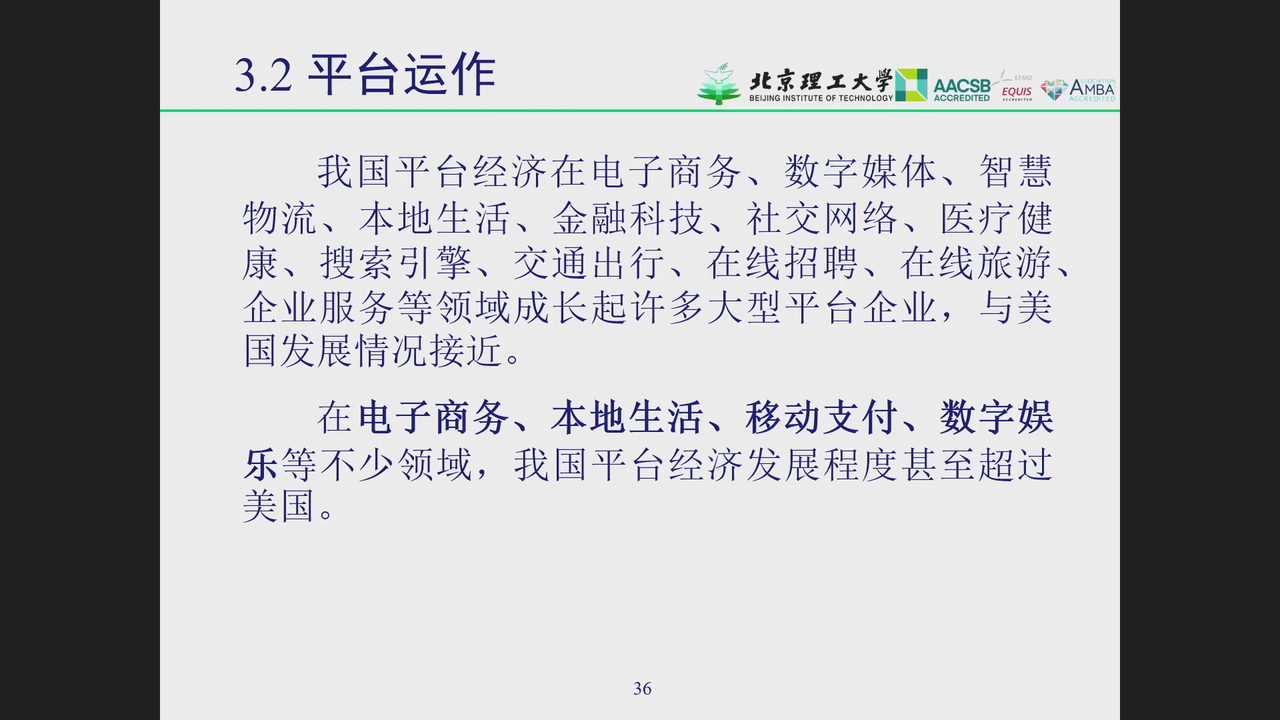 3.2 平台运作
北京理工大学
BEIJING INSTITUTE OF TECHNOLOGY
AACSB
ACCREDITED
EFMD
EQUIS
ACCREDITED
ASSOCIATION
AMBA
ACCREDITED
我国平台经济在电子商务、数字媒体、智慧
物流、本地生活、金融科技、社交网络、医疗健
康、搜索引擎、交通出行、在线招聘、在线旅游、
企业服务等领域成长起许多大型平台企业，与美
国发展情况接近。
在电子商务、本地生活、移动支付、数字娱
乐等不少领域，我国平台经济发展程度甚至超过
美国。
36